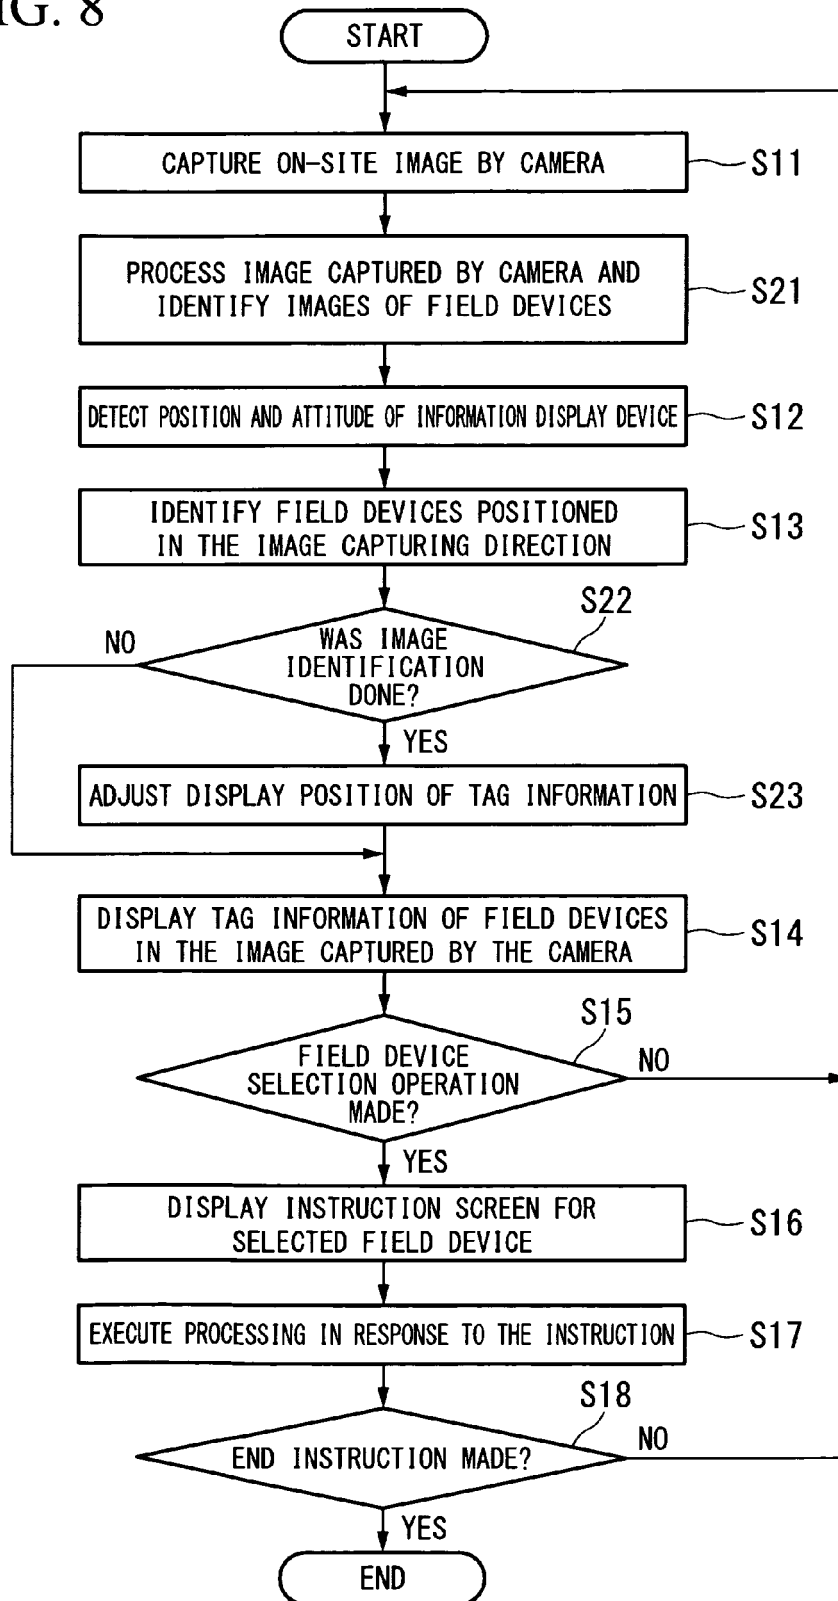 IG. 8
START
CAPTURE ON-SITE IMAGE BY CAMERA
S11
PROCESS IMAGE CAPTURED BY CAMERA AND
IDENTIFY IMAGES OF FIELD DEVICES
S21
DETECT POSITION AND ATTITUDE OF INFORMATION DISPLAY DEVICE
S12
IDENTIFY FIELD DEVICES POSITIONED
IN THE IMAGE CAPTURING DIRECTION
S13
S22
NO
WAS IMAGE
IDENTIFICATION
DONE?
YES
ADJUST DISPLAY POSITION OF TAG INFORMATION
S23
DISPLAY TAG INFORMATION OF FIELD DEVICES
IN THE IMAGE CAPTURED BY THE CAMERA
S14
S15
FIELD DEVICE
SELECTION OPERATION
MADE?
NO
YES
DISPLAY INSTRUCTION SCREEN FOR
SELECTED FIELD DEVICE
S16
EXECUTE PROCESSING IN RESPONSE TO THE INSTRUCTION
S17
S18
END INSTRUCTION MADE?
NO
YES
END